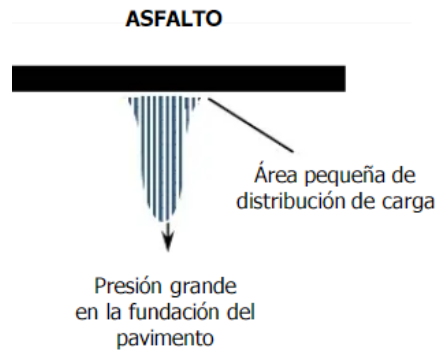 ASFALTO
Área pequeña de
distribución de carga
Presión grande
en la fundación del
pavimento